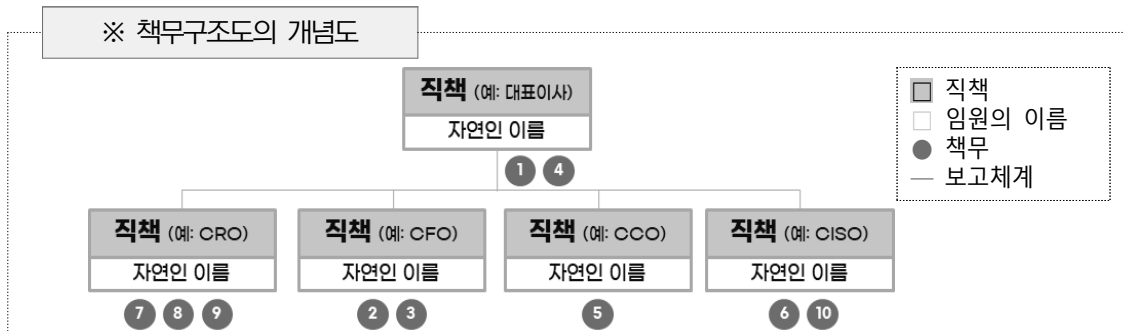 ※ 책무구조도의 개념도
직책 (예: 대표이사)
자연인 이름
1 4
직책
임원의 이름
책무
보고체계
직책 (예: CRO) 직책 (예: CFO) 직책 (예: CCO) 직책 (예: CISO)
자연인 이름 자연인 이름 자연인 이름 자연인 이름
7 8 9 2 3 5 6 10